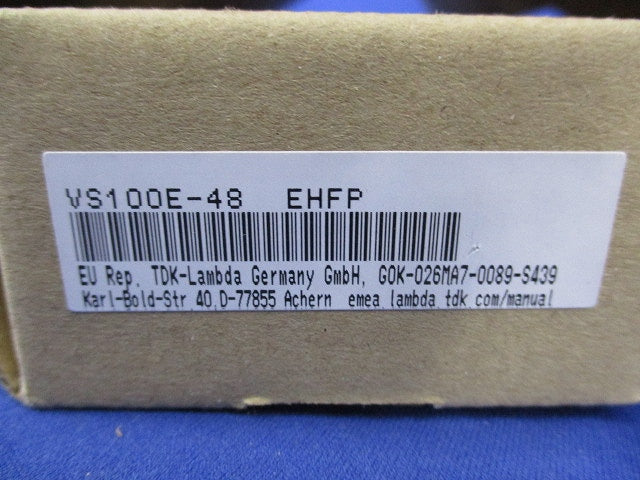 VS100E-48 EHFP
EU Rep. TDK-Lambda Germany GmbH, G0K-026MA7-0089-S439
Karl-Bold-Str 40,D-77855 Achern emea lambda tdk com/manual